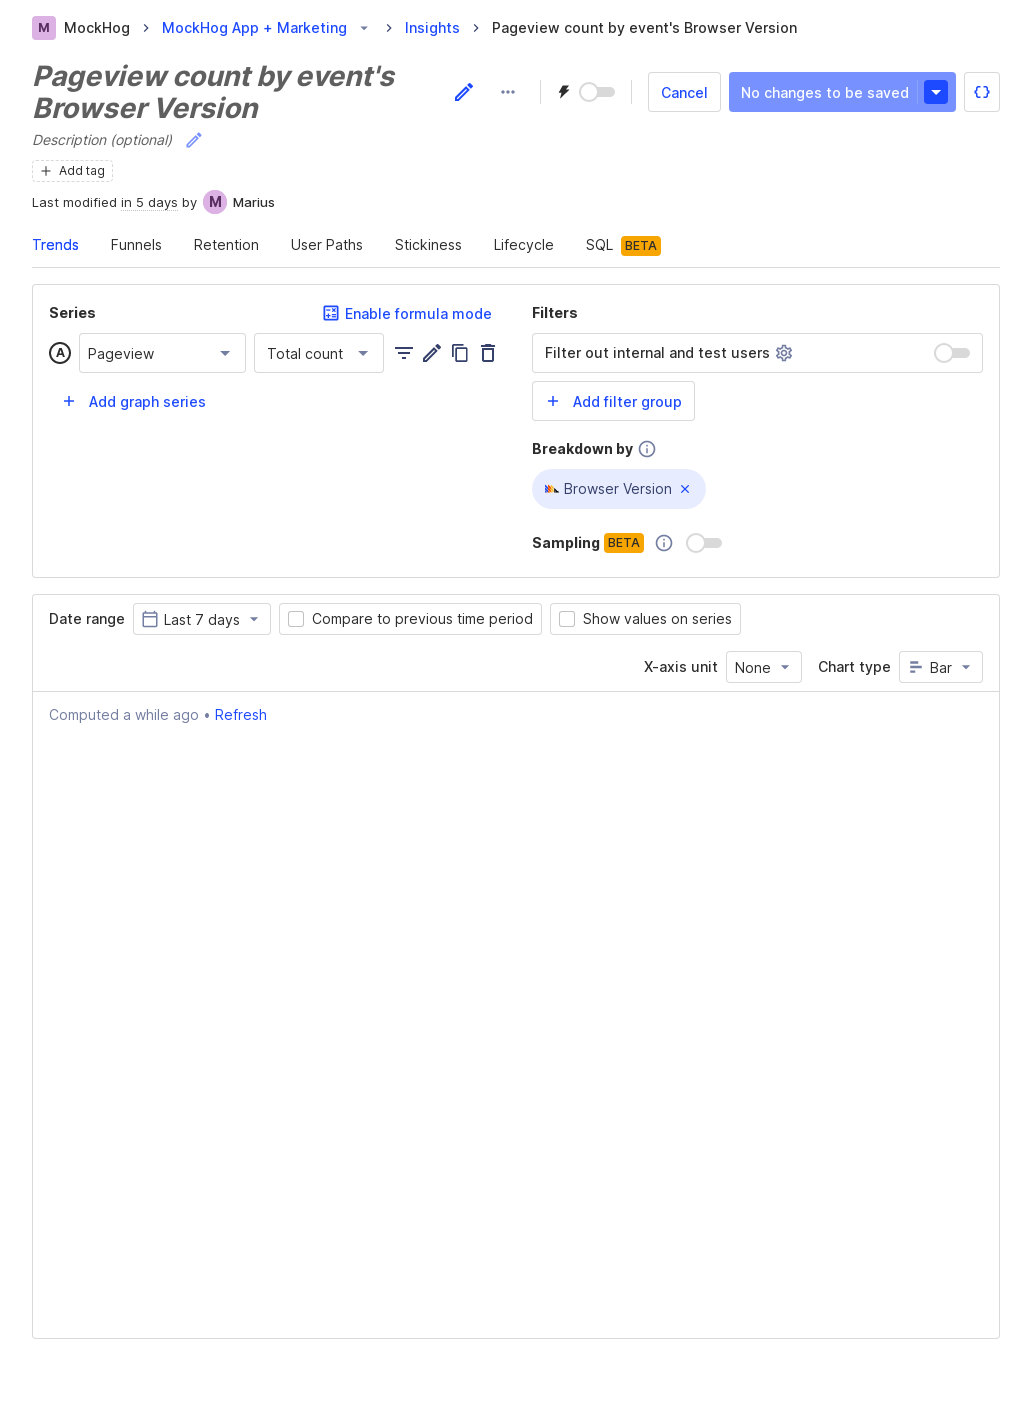 M MockHog MockHog App + Marketing Insights Pageview count by event's Browser Version
Pageview count by event's
Browser Version
Cancel
No changes to be saved
Description (optional)
Add tag
Last modified in 5 days by M Marius
Trends Funnels Retention User Paths Stickiness Lifecycle SQL BETA
Series
Enable formula mode
A Pageview Total count
Add graph series
Filters
Filter out internal and test users
Add filter group
Breakdown by
Browser Version
Sampling BETA
Date range Last 7 days Compare to previous time period Show values on series
X-axis unit None Chart type Bar
Computed a while ago • Refresh